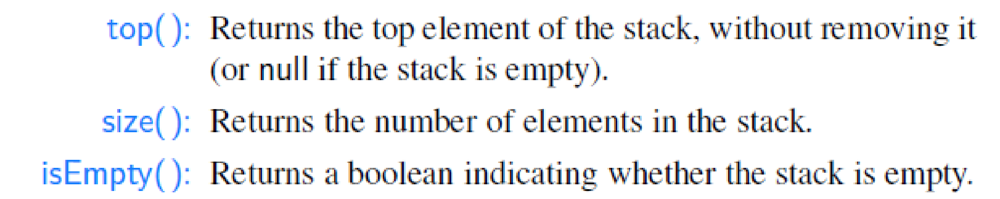 top( ): Returns the top element of the stack, without removing it
(or null if the stack is empty).
size( ): Returns the number of elements in the stack.
isEmpty( ): Returns a boolean indicating whether the stack is empty.